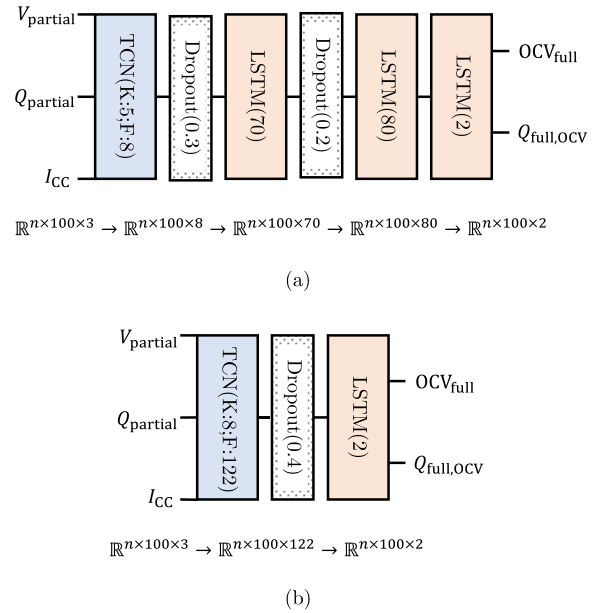 V_partial
Q_partial
I_CC
TCN(K:5;F:8)
Dropout(0.3)
LSTM(70)
Dropout(0.2)
LSTM(80)
LSTM(2)
OCV_full
Q_full,OCV
ℝ^{n×100×3} → ℝ^{n×100×8} → ℝ^{n×100×70} → ℝ^{n×100×80} → ℝ^{n×100×2}
(a)
V_partial
Q_partial
I_CC
TCN(K:8;F:122)
Dropout(0.4)
LSTM(2)
OCV_full
Q_full,OCV
ℝ^{n×100×3} → ℝ^{n×100×122} → ℝ^{n×100×2}
(b)